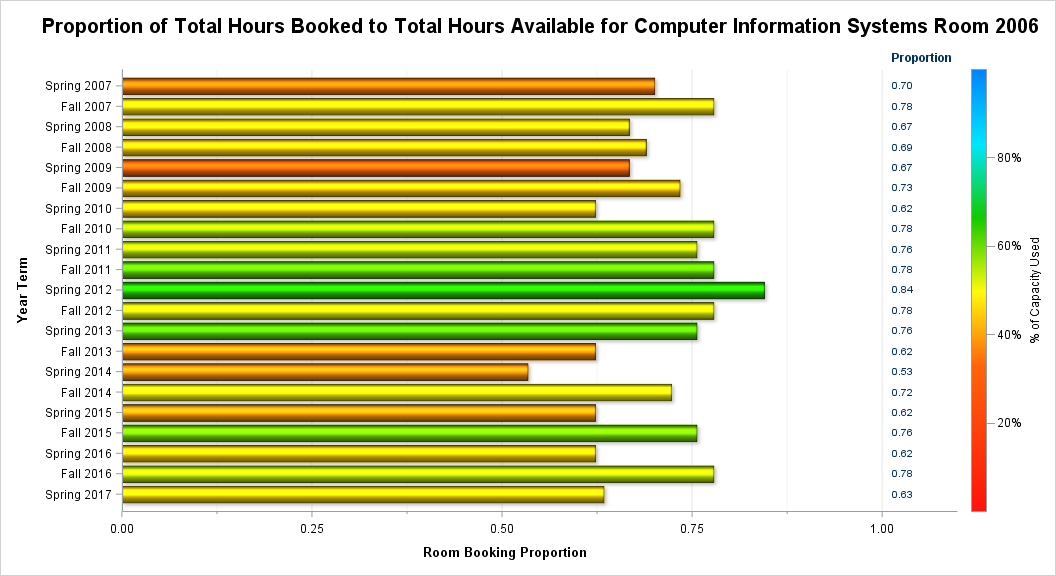 Proportion of Total Hours Booked to Total Hours Available for Computer Information Systems Room 2006
Proportion
Spring 2007 0.70
Fall 2007 0.78
Spring 2008 0.67
Fall 2008 0.69
Spring 2009 0.67
Fall 2009 0.73
Spring 2010 0.62
Fall 2010 0.78
Spring 2011 0.76
Fall 2011 0.78
Spring 2012 0.84
Fall 2012 0.78
Spring 2013 0.76
Fall 2013 0.62
Spring 2014 0.53
Fall 2014 0.72
Spring 2015 0.62
Fall 2015 0.76
Spring 2016 0.62
Fall 2016 0.78
Spring 2017 0.63
Year Term
0.00 0.25 0.50 0.75 1.00
Room Booking Proportion
80%
60%
40%
20%
% of Capacity Used